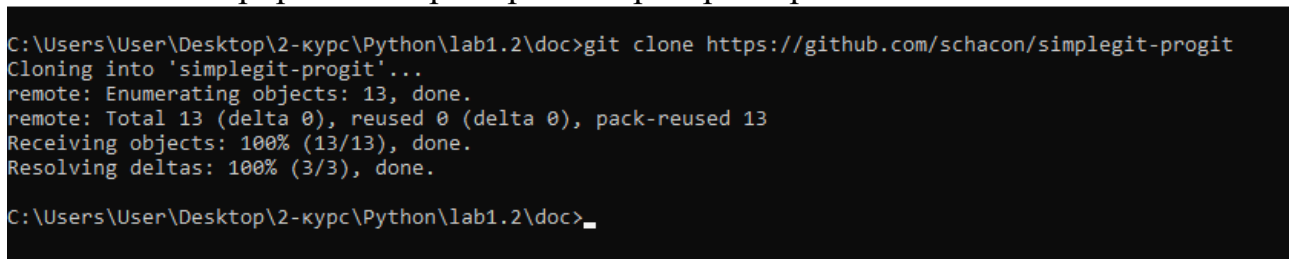 C:\Users\User\Desktop\2-курс\Python\lab1.2\doc>git clone https://github.com/schacon/simplegit-progit
Cloning into 'simplegit-progit'...
remote: Enumerating objects: 13, done.
remote: Total 13 (delta 0), reused 0 (delta 0), pack-reused 13
Receiving objects: 100% (13/13), done.
Resolving deltas: 100% (3/3), done.
C:\Users\User\Desktop\2-курс\Python\lab1.2\doc>